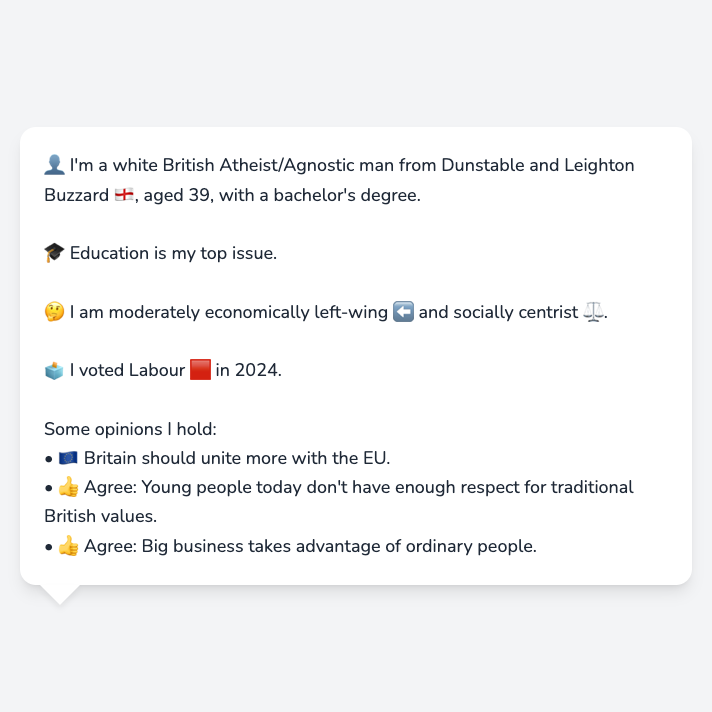 👤 I'm a white British Atheist/Agnostic man from Dunstable and Leighton
Buzzard 🏴󠁧󠁢󠁥󠁮󠁧󠁿, aged 39, with a bachelor's degree.
🎓 Education is my top issue.
🤔 I am moderately economically left-wing ⬅️ and socially centrist ⚖️.
🗳️ I voted Labour 🟥 in 2024.
Some opinions I hold:
• 🇪🇺 Britain should unite more with the EU.
• 👍 Agree: Young people today don't have enough respect for traditional
British values.
• 👍 Agree: Big business takes advantage of ordinary people.